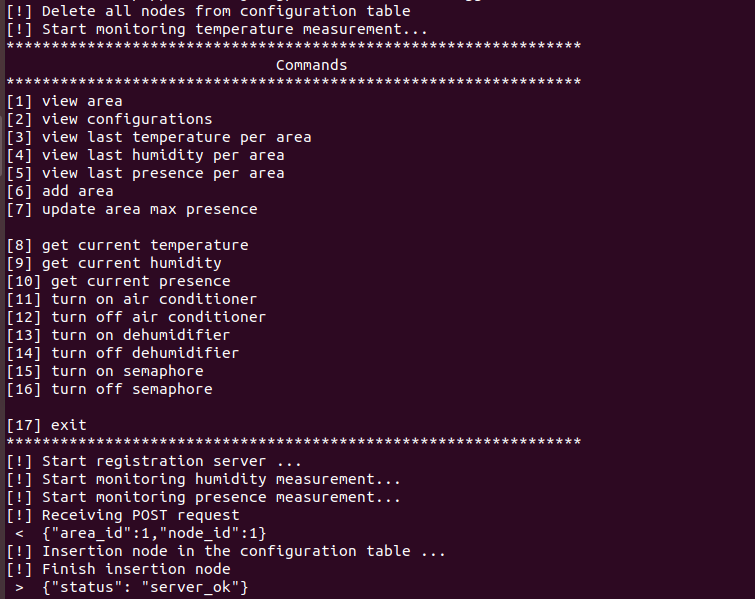 [!] Delete all nodes from configuration table
[!] Start monitoring temperature measurement...
****************************************************************
Commands
****************************************************************
[1] view area
[2] view configurations
[3] view last temperature per area
[4] view last humidity per area
[5] view last presence per area
[6] add area
[7] update area max presence
[8] get current temperature
[9] get current humidity
[10] get current presence
[11] turn on air conditioner
[12] turn off air conditioner
[13] turn on dehumidifier
[14] turn off dehumidifier
[15] turn on semaphore
[16] turn off semaphore
[17] exit
****************************************************************
[!] Start registration server ...
[!] Start monitoring humidity measurement...
[!] Start monitoring presence measurement...
[!] Receiving POST request
< {"area_id":1,"node_id":1}
[!] Insertion node in the configuration table ...
[!] Finish insertion node
> {"status": "server_ok"}